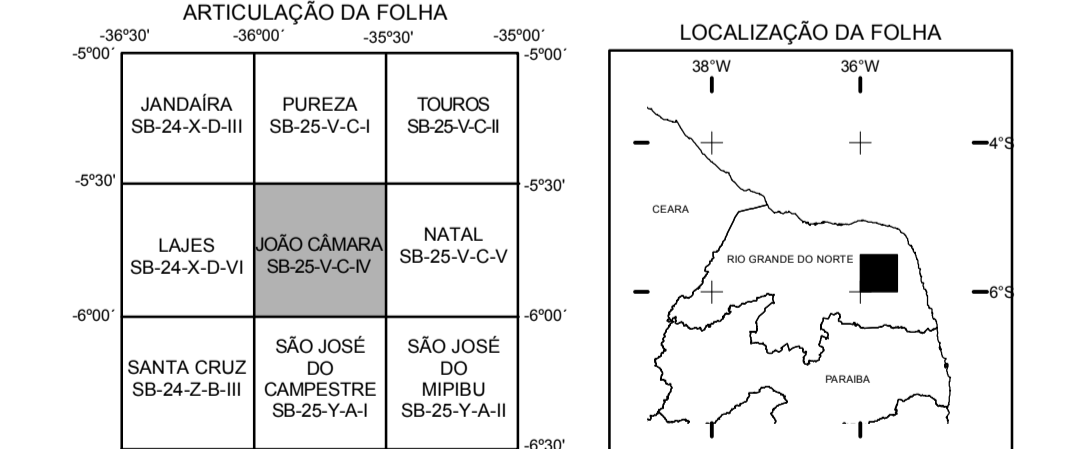 ARTICULAÇÃO DA FOLHA
-36º30' -36º00' -35º30' -35º00'
-5º00´ -5º00´
JANDAÍRA
SB-24-X-D-III
PUREZA
SB-25-V-C-I
TOUROS
SB-25-V-C-II
-5º30' -5º30'
LAJES
SB-24-X-D-VI
JOÃO CÂMARA
SB-25-V-C-IV
NATAL
SB-25-V-C-V
-6º00´ -6º00´
SANTA CRUZ
SB-24-Z-B-III
SÃO JOSÉ
DO
CAMPESTRE
SB-25-Y-A-I
SÃO JOSÉ
DO
MIPIBU
SB-25-Y-A-II
-6º30'
LOCALIZAÇÃO DA FOLHA
38°W 36°W
4°S
CEARA
RIO GRANDE DO NORTE
6°S
PARAIBA